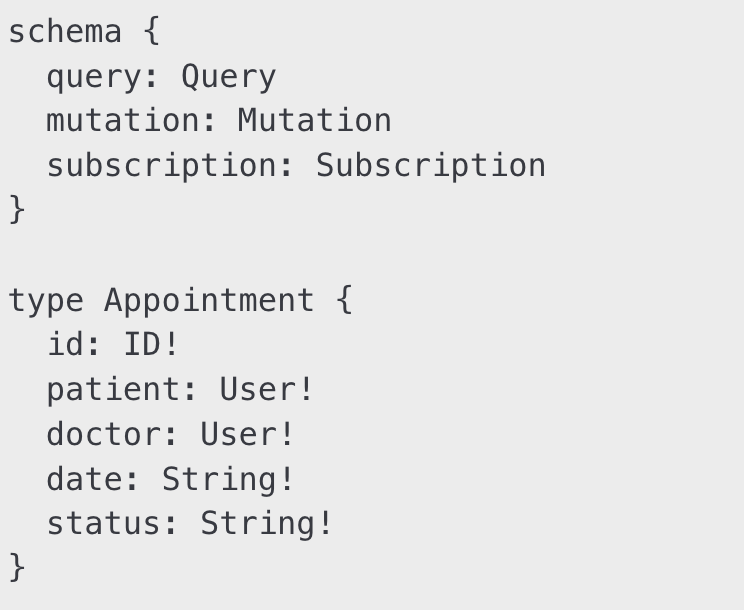 schema {
  query: Query
  mutation: Mutation
  subscription: Subscription
}

type Appointment {
  id: ID!
  patient: User!
  doctor: User!
  date: String!
  status: String!
}